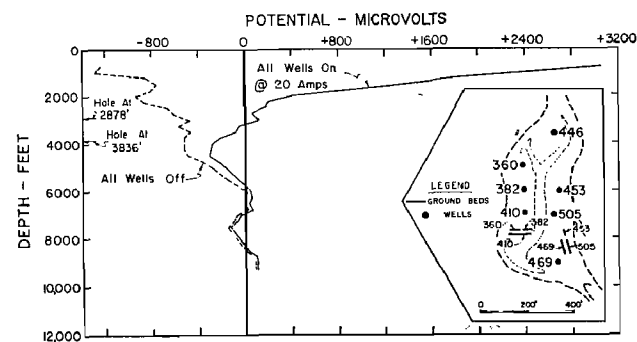 POTENTIAL - MICROVOLTS
-800 0 +800 +1600 +2400 +3200
0
2000
4000
6000
8000
10,000
12,000
DEPTH - FEET
All Wells On
@ 20 Amps
Hole At
2878'
Hole At
3836'
All Wells Off
446
360
382
453
410
505
469
LEGEND
GROUND BEDS
WELLS
360
382
410
453
469
505
0 200' 400'